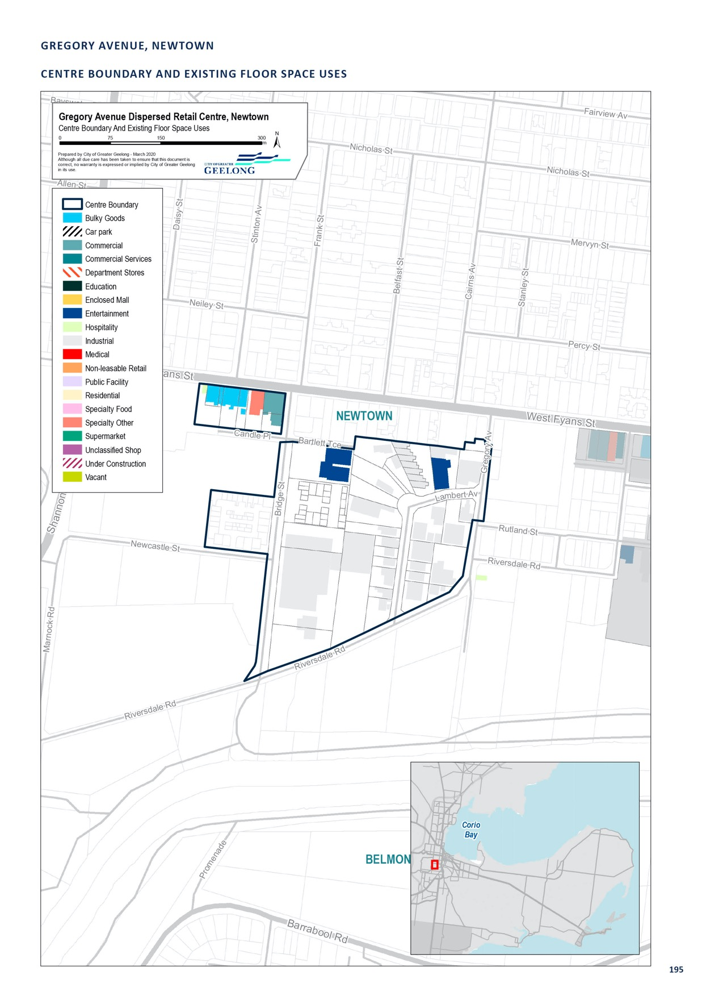 GREGORY AVENUE, NEWTOWN
CENTRE BOUNDARY AND EXISTING FLOOR SPACE USES
Gregory Avenue Dispersed Retail Centre, Newtown
Centre Boundary And Existing Floor Space Uses
0 75 150 300
m
N
Prepared by City of Greater Geelong - March 2020
Although all due care has been taken to ensure that this document is
correct, no warranty is expressed or implied by City of Greater Geelong
in its use.
CITY OF GREATER
GEELONG
Fairview Av
Nicholas St
Nicholas St
Allen St
Centre Boundary
Bulky Goods
Car park
Commercial
Commercial Services
Department Stores
Education
Enclosed Mall
Entertainment
Hospitality
Industrial
Medical
Non-leasable Retail
Public Facility
Residential
Specialty Food
Specialty Other
Supermarket
Unclassified Shop
Under Construction
Vacant
Daisy St
Stinton Av
Frank St
Belfast St
Cairns Av
Stanley St
Mervyn St
Neiley St
Percy St
ans St
NEWTOWN
West Fyans St
Candle Pl
Bartlett Tce
Gregory Av
Bridge St
Lambert Av
Shannon
Rutland St
Newcastle St
Riversdale Rd
Marnock Rd
Riversdale Rd
Riversdale Rd
Promenade
BELMON
Corio
Bay
Barrabool Rd
195